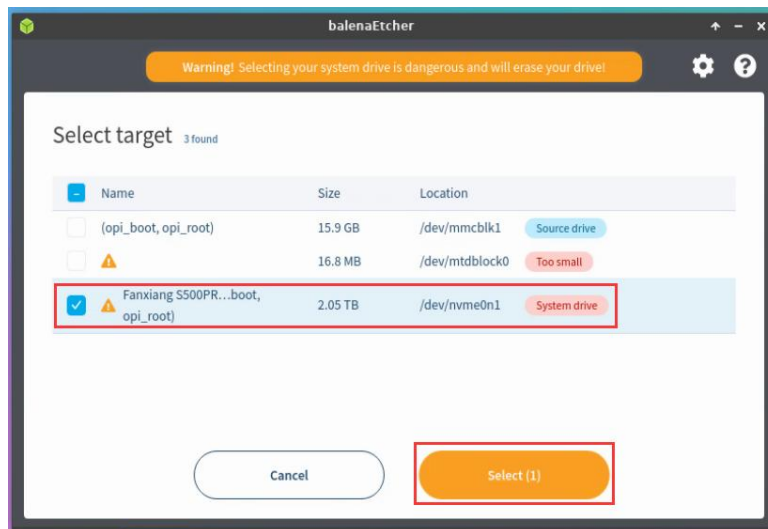 balenaEtcher
Warning! Selecting your system drive is dangerous and will erase your drive!
Select target 3 found
Name Size Location
(opi_boot, opi_root) 15.9 GB /dev/mmcblk1 Source drive
16.8 MB /dev/mtdblock0 Too small
Fanxiang S500PR...boot,
opi_root) 2.05 TB /dev/nvme0n1 System drive
Cancel Select (1)